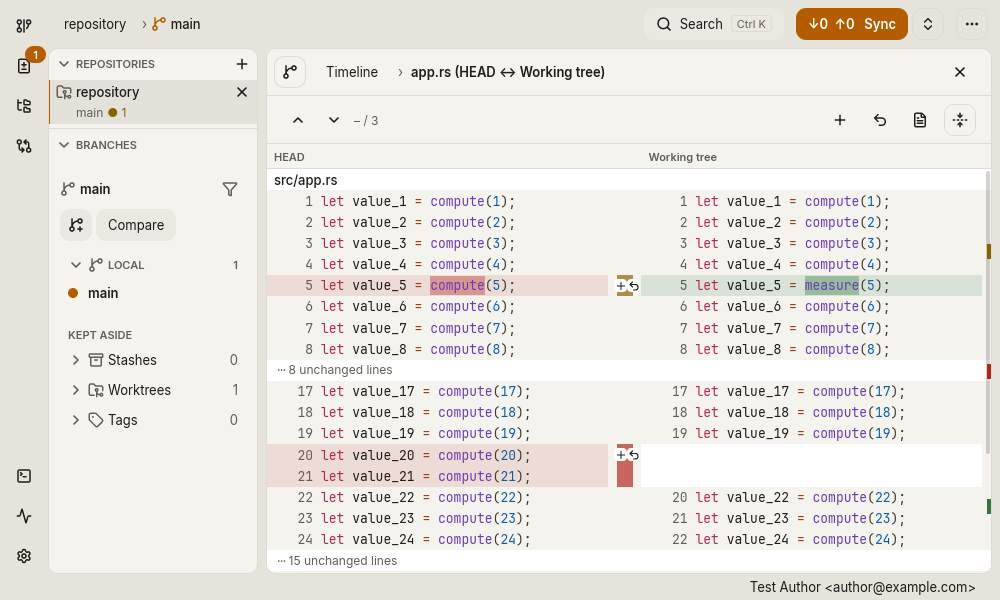 repository › main
Search Ctrl K
↓0 ↑0 Sync
1
REPOSITORIES
repository
main 1
BRANCHES
main
Compare
LOCAL 1
main
KEPT ASIDE
Stashes 0
Worktrees 1
Tags 0
Timeline › app.rs (HEAD ↔ Working tree)
– / 3
HEAD Working tree
src/app.rs
1 let value_1 = compute(1); 1 let value_1 = compute(1);
2 let value_2 = compute(2); 2 let value_2 = compute(2);
3 let value_3 = compute(3); 3 let value_3 = compute(3);
4 let value_4 = compute(4); 4 let value_4 = compute(4);
5 let value_5 = compute(5); 5 let value_5 = measure(5);
6 let value_6 = compute(6); 6 let value_6 = compute(6);
7 let value_7 = compute(7); 7 let value_7 = compute(7);
8 let value_8 = compute(8); 8 let value_8 = compute(8);
··· 8 unchanged lines
17 let value_17 = compute(17); 17 let value_17 = compute(17);
18 let value_18 = compute(18); 18 let value_18 = compute(18);
19 let value_19 = compute(19); 19 let value_19 = compute(19);
20 let value_20 = compute(20);
21 let value_21 = compute(21);
22 let value_22 = compute(22); 20 let value_22 = compute(22);
23 let value_23 = compute(23); 21 let value_23 = compute(23);
24 let value_24 = compute(24); 22 let value_24 = compute(24);
··· 15 unchanged lines
Test Author <author@example.com>